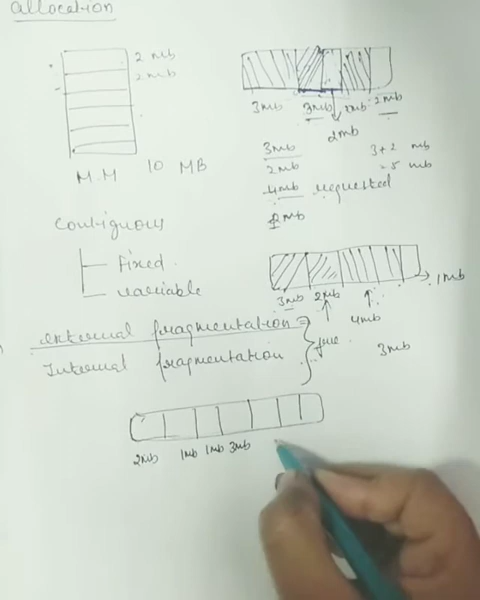 allocation
2 mb
2 mb
M.M 10 MB
3mb 3mb 2mb 2mb
2mb
3mb
2mb
4mb requested
8mb
3+2 mb
= 5 mb
Contiguous
Fixed
variable
3mb 2mb
4mb
1mb
3mb
external fragmentation =
Internal fragmentation
2mb 1mb 1mb 3mb